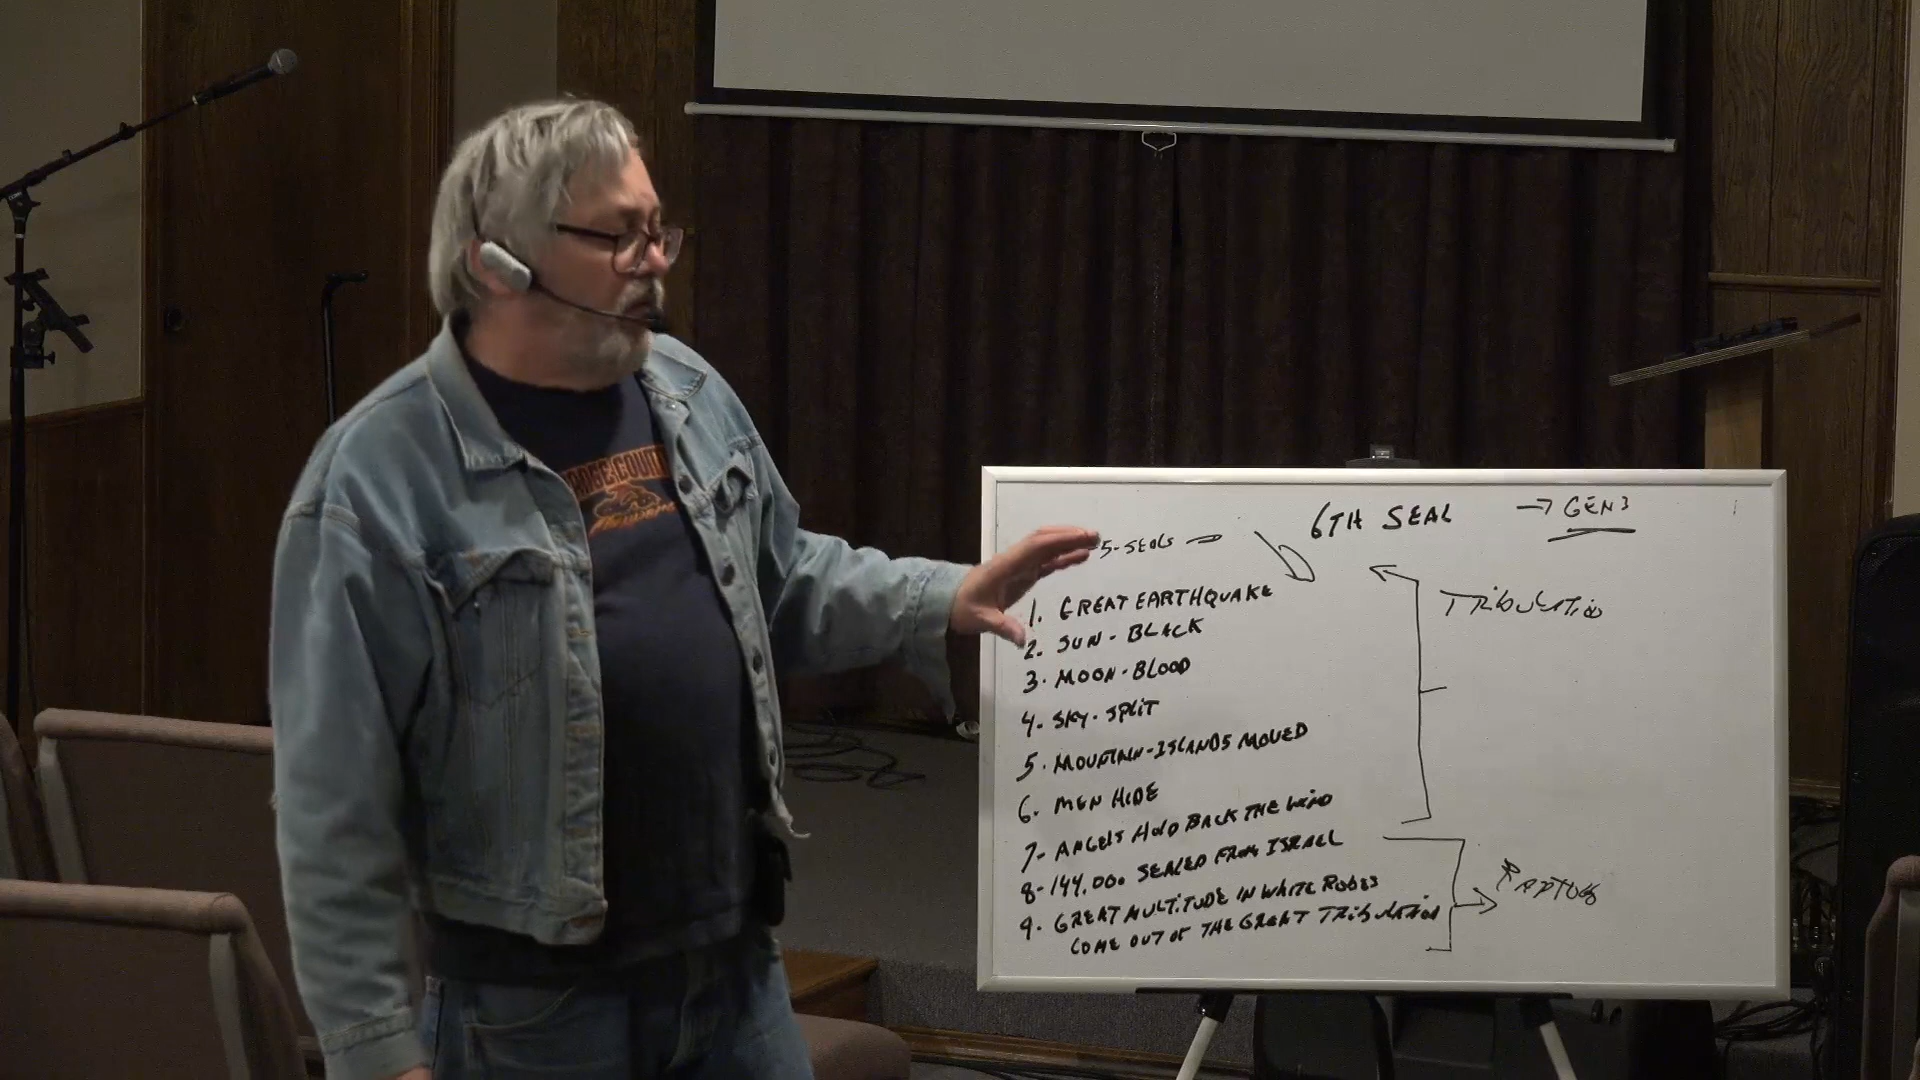 6TH SEAL → GEN 3
5-SEALS →
1. GREAT EARTHQUAKE
2. SUN - BLACK
3. MOON - BLOOD
4. SKY - SPLIT
5. MOUNTAIN - ISLANDS MOVED
6. MEN HIDE
7- ANGELS HOLD BACK THE WIND
8- 144,000 SEALED FROM ISRAEL
9. GREAT MULTITUDE IN WHITE ROBES
COME OUT OF THE GREAT TRIBULATION
TRIBULATION